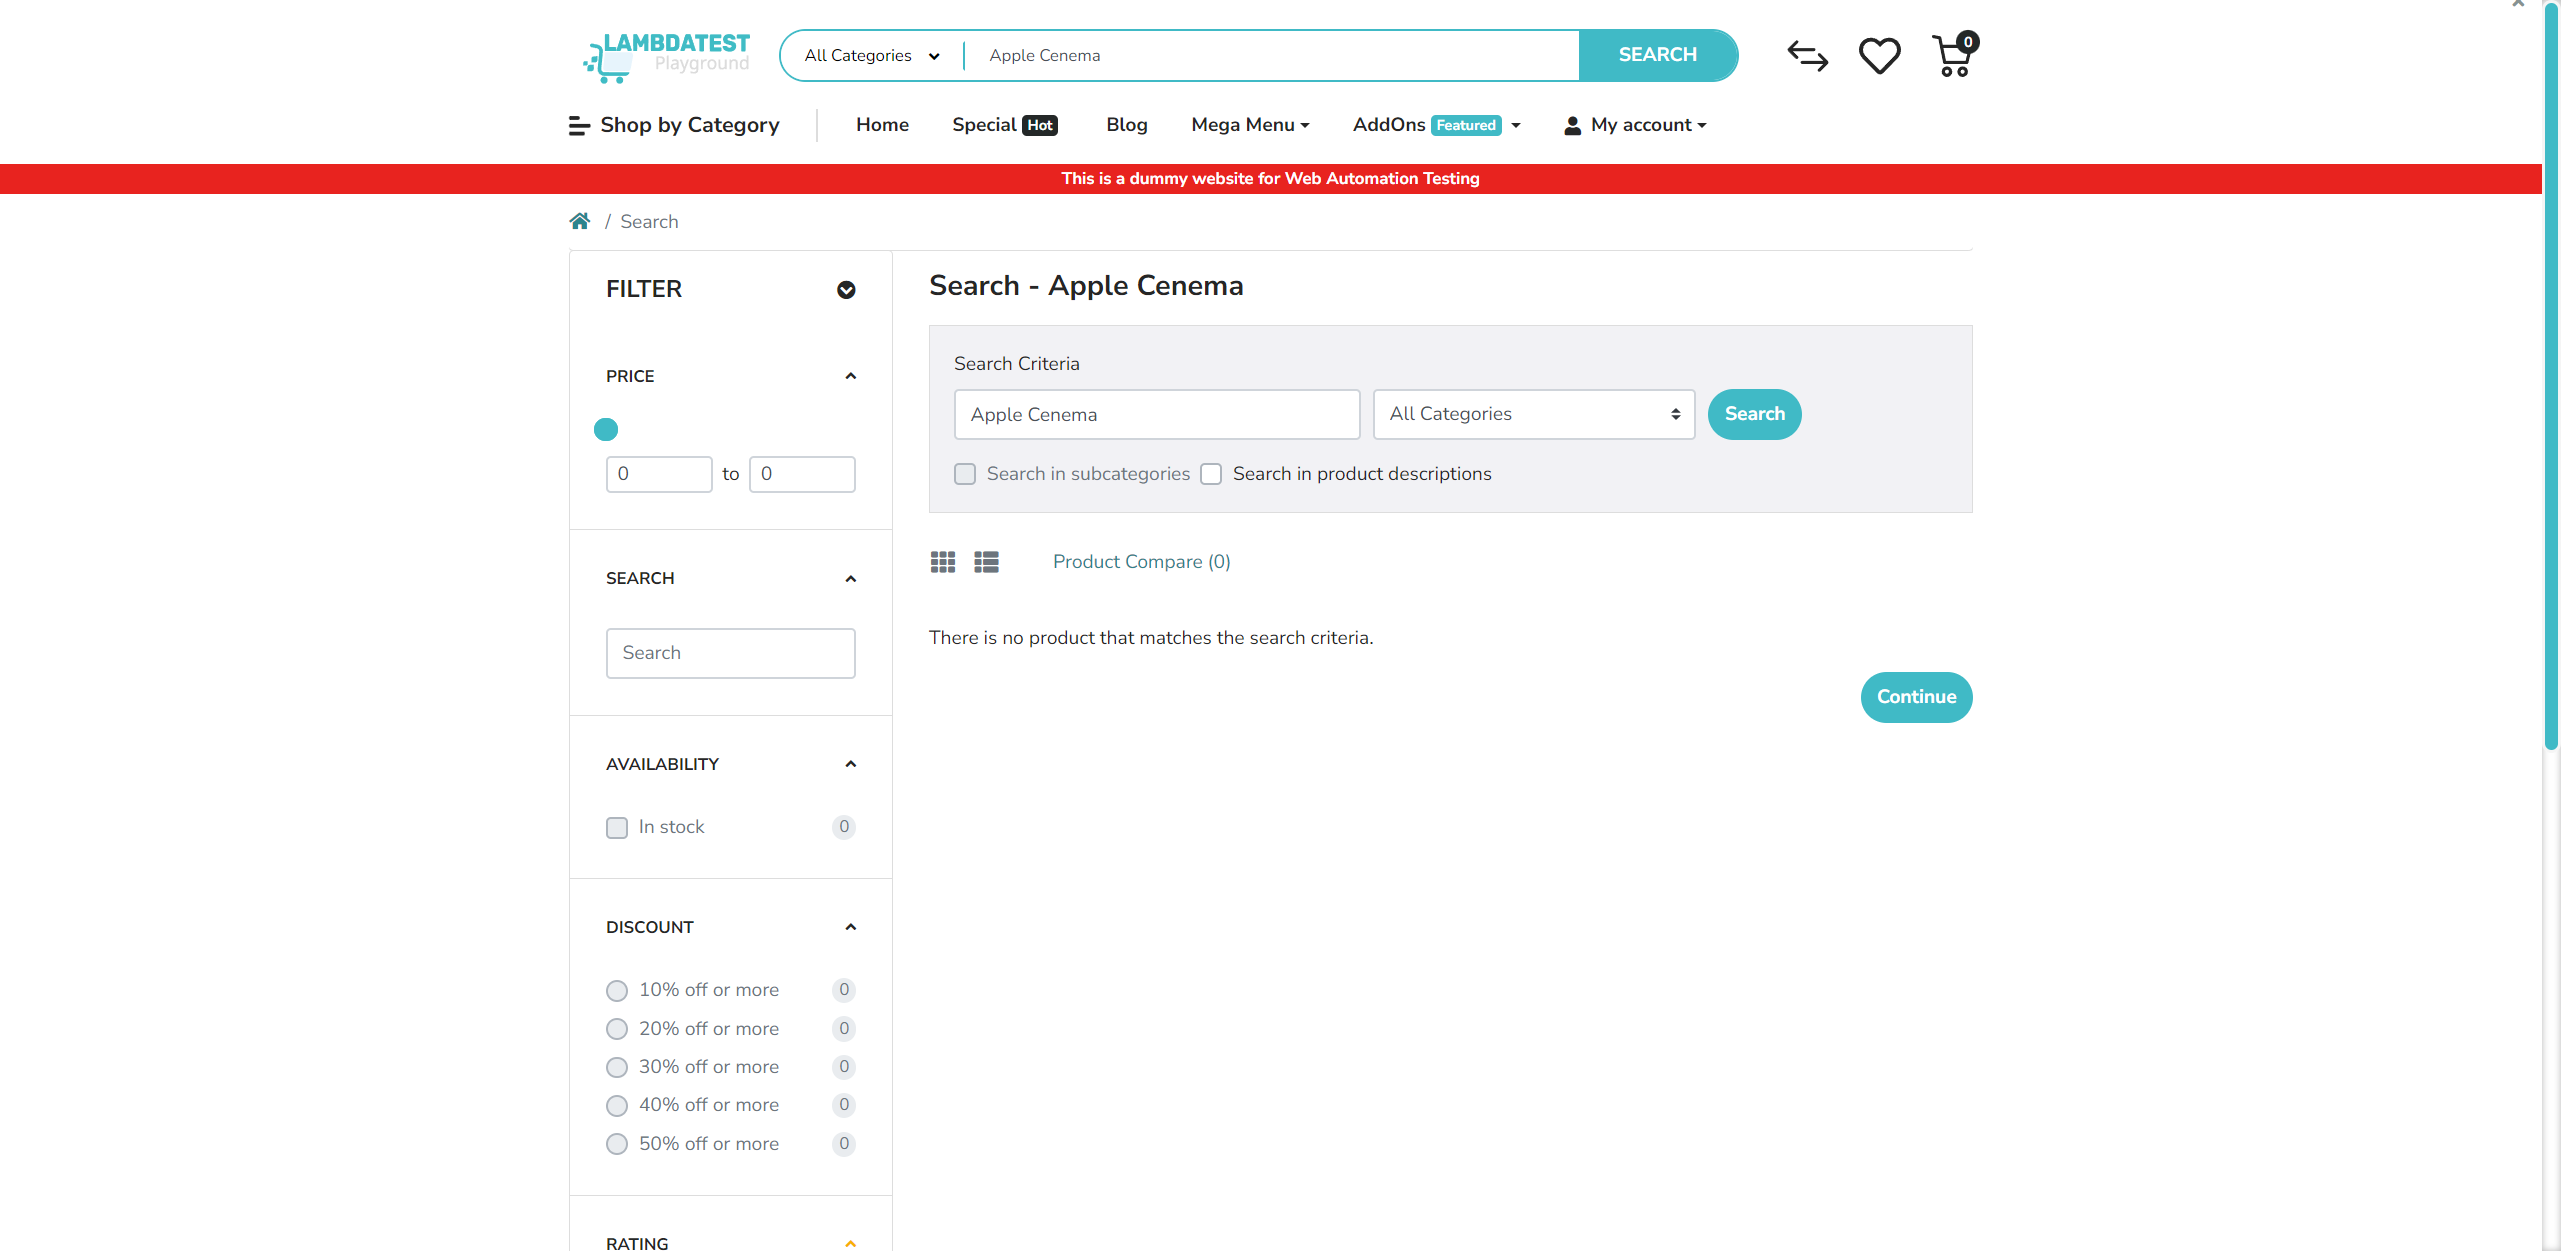 LAMBDATEST
Playground
All Categories
Apple Cenema
SEARCH
0
Shop by Category
Home
Special Hot
Blog
Mega Menu
AddOns Featured
My account
This is a dummy website for Web Automation Testing
/ Search
FILTER
PRICE
0 to 0
SEARCH
Search
AVAILABILITY
In stock 0
DISCOUNT
10% off or more 0
20% off or more 0
30% off or more 0
40% off or more 0
50% off or more 0
RATING
Search - Apple Cenema
Search Criteria
Apple Cenema
All Categories
Search
Search in subcategories
Search in product descriptions
Product Compare (0)
There is no product that matches the search criteria.
Continue